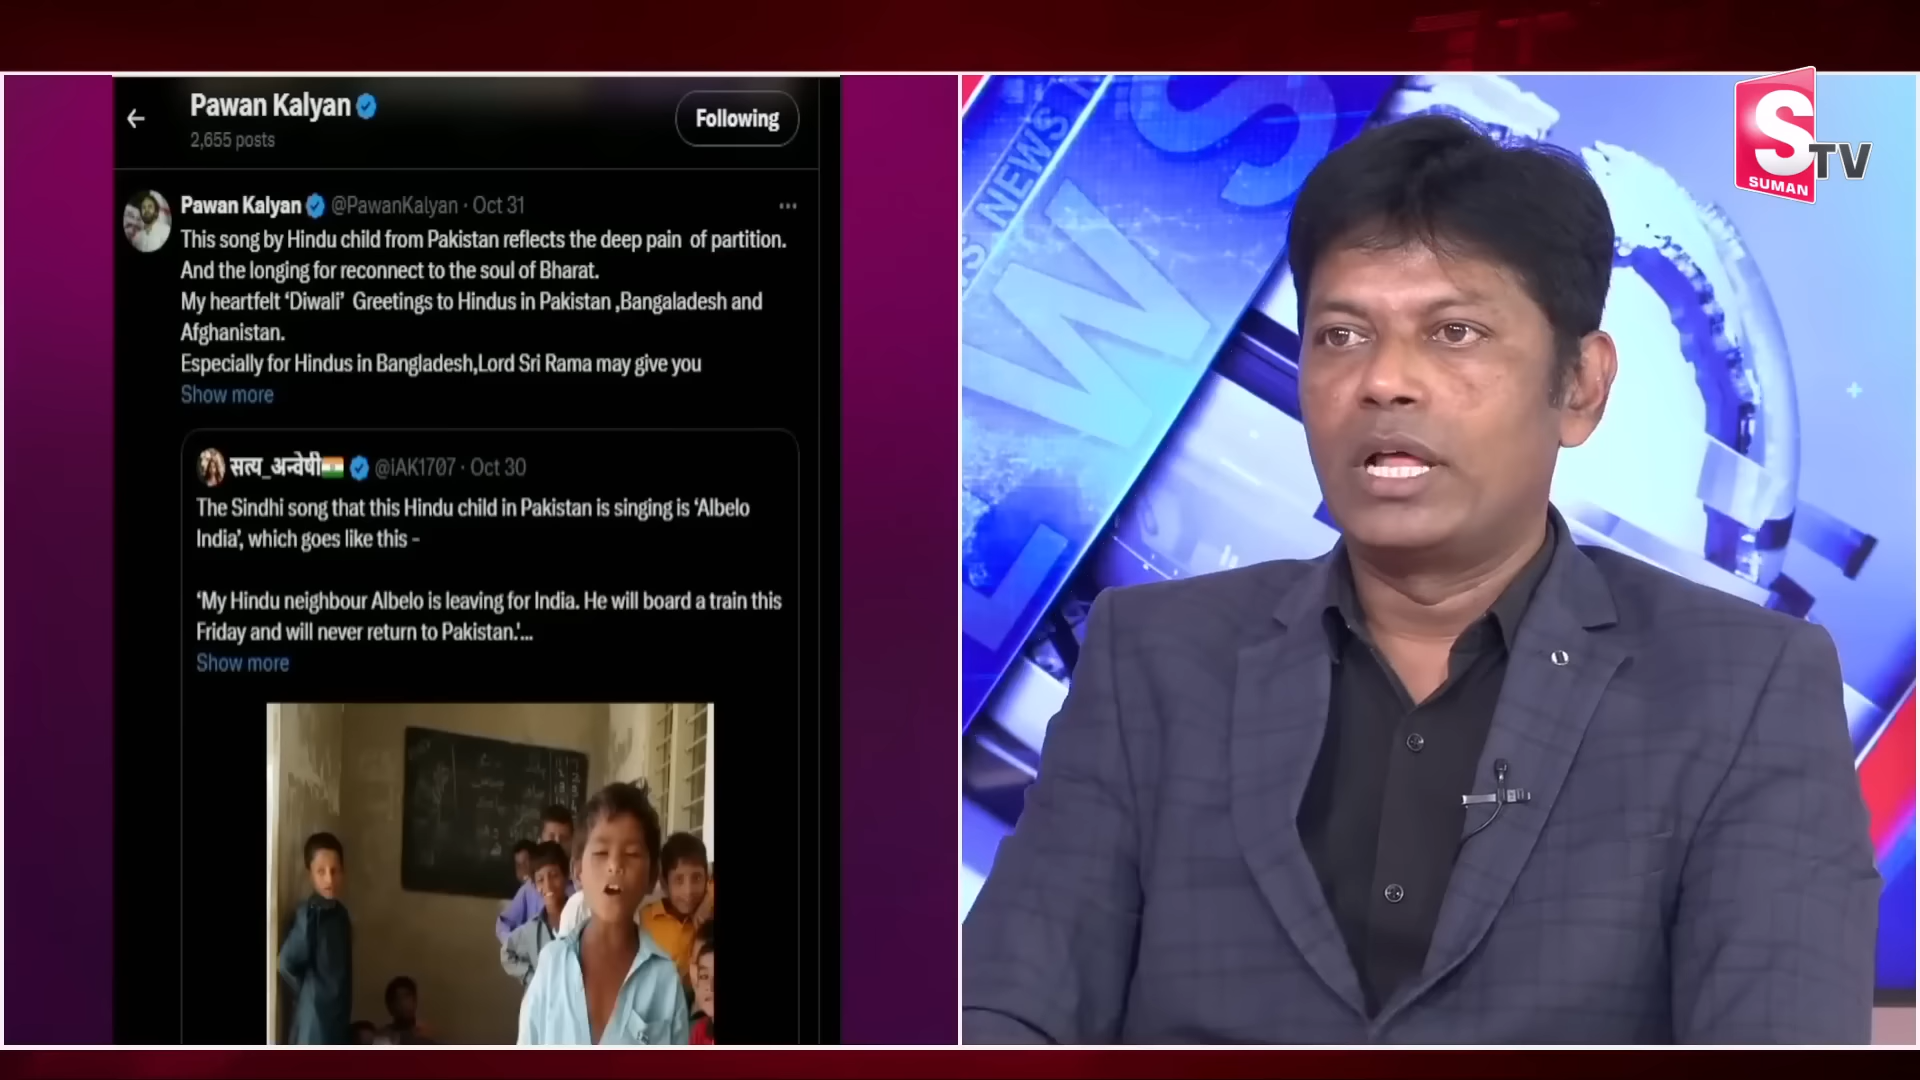 Pawan Kalyan
2,655 posts
Following
Pawan Kalyan @PawanKalyan · Oct 31
This song by Hindu child from Pakistan reflects the deep pain of partition.
And the longing for reconnect to the soul of Bharat.
My heartfelt ‘Diwali’ Greetings to Hindus in Pakistan ,Bangaladesh and
Afghanistan.
Especially for Hindus in Bangladesh,Lord Sri Rama may give you
Show more
सत्य_अन्वेषी @iAK1707 · Oct 30
The Sindhi song that this Hindu child in Pakistan is singing is ‘Albelo
India’, which goes like this –
‘My Hindu neighbour Albelo is leaving for India. He will board a train this
Friday and will never return to Pakistan.'...
Show more
NEWS
S
TV
SUMAN